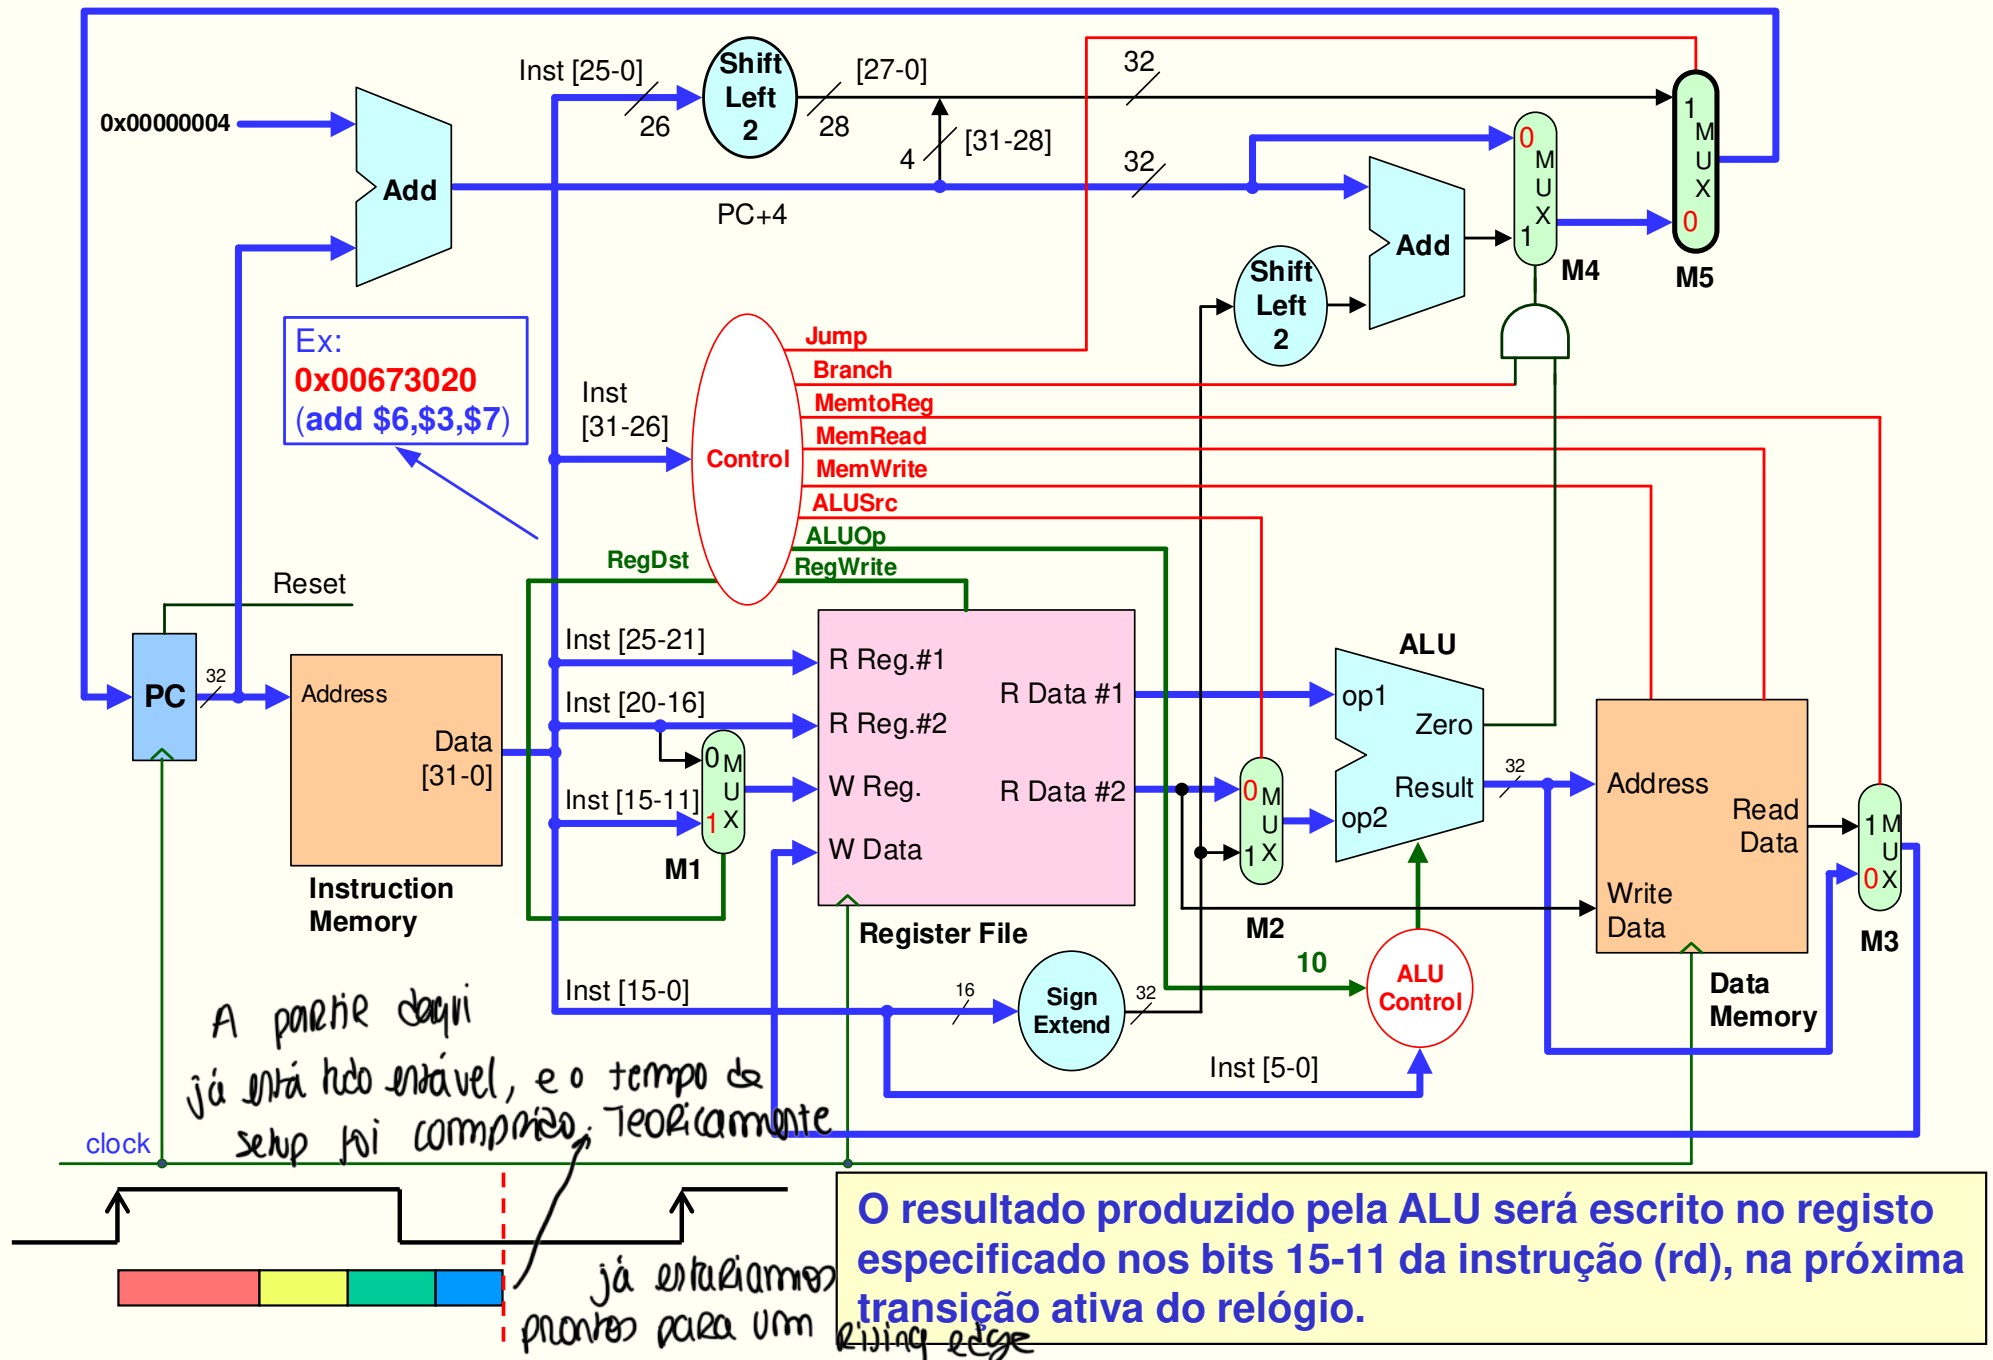 Inst [25-0]
26
Shift
Left
2
28
[27-0]
32
0x00000004
Add
4
[31-28]
32
PC+4
0
M
U
X
1
M4
1
M
U
X
0
M5
Add
Shift
Left
2
Ex:
0x00673020
(add $6,$3,$7)
Inst
[31-26]
Control
Jump
Branch
MemtoReg
MemRead
MemWrite
ALUSrc
ALUOp
RegWrite
RegDst
Reset
PC
32
Address
Data
[31-0]
Instruction
Memory
Inst [25-21]
Inst [20-16]
Inst [15-11]
0
M
U
1 X
M1
R Reg.#1
R Reg.#2
W Reg.
W Data
R Data #1
R Data #2
Register File
0
M
U
1 X
M2
ALU
op1
Zero
Result
op2
32
Address
Read
Data
Write
Data
Data
Memory
1 M
U
0 X
M3
Inst [15-0]
16
Sign
Extend
32
10
ALU
Control
Inst [5-0]
A partir daqui
já está tudo estável, e o tempo de
setup foi comprido. Teoricamente
já estariamos
prontos para um rising edge
clock
O resultado produzido pela ALU será escrito no registo
especificado nos bits 15-11 da instrução (rd), na próxima
transição ativa do relógio.